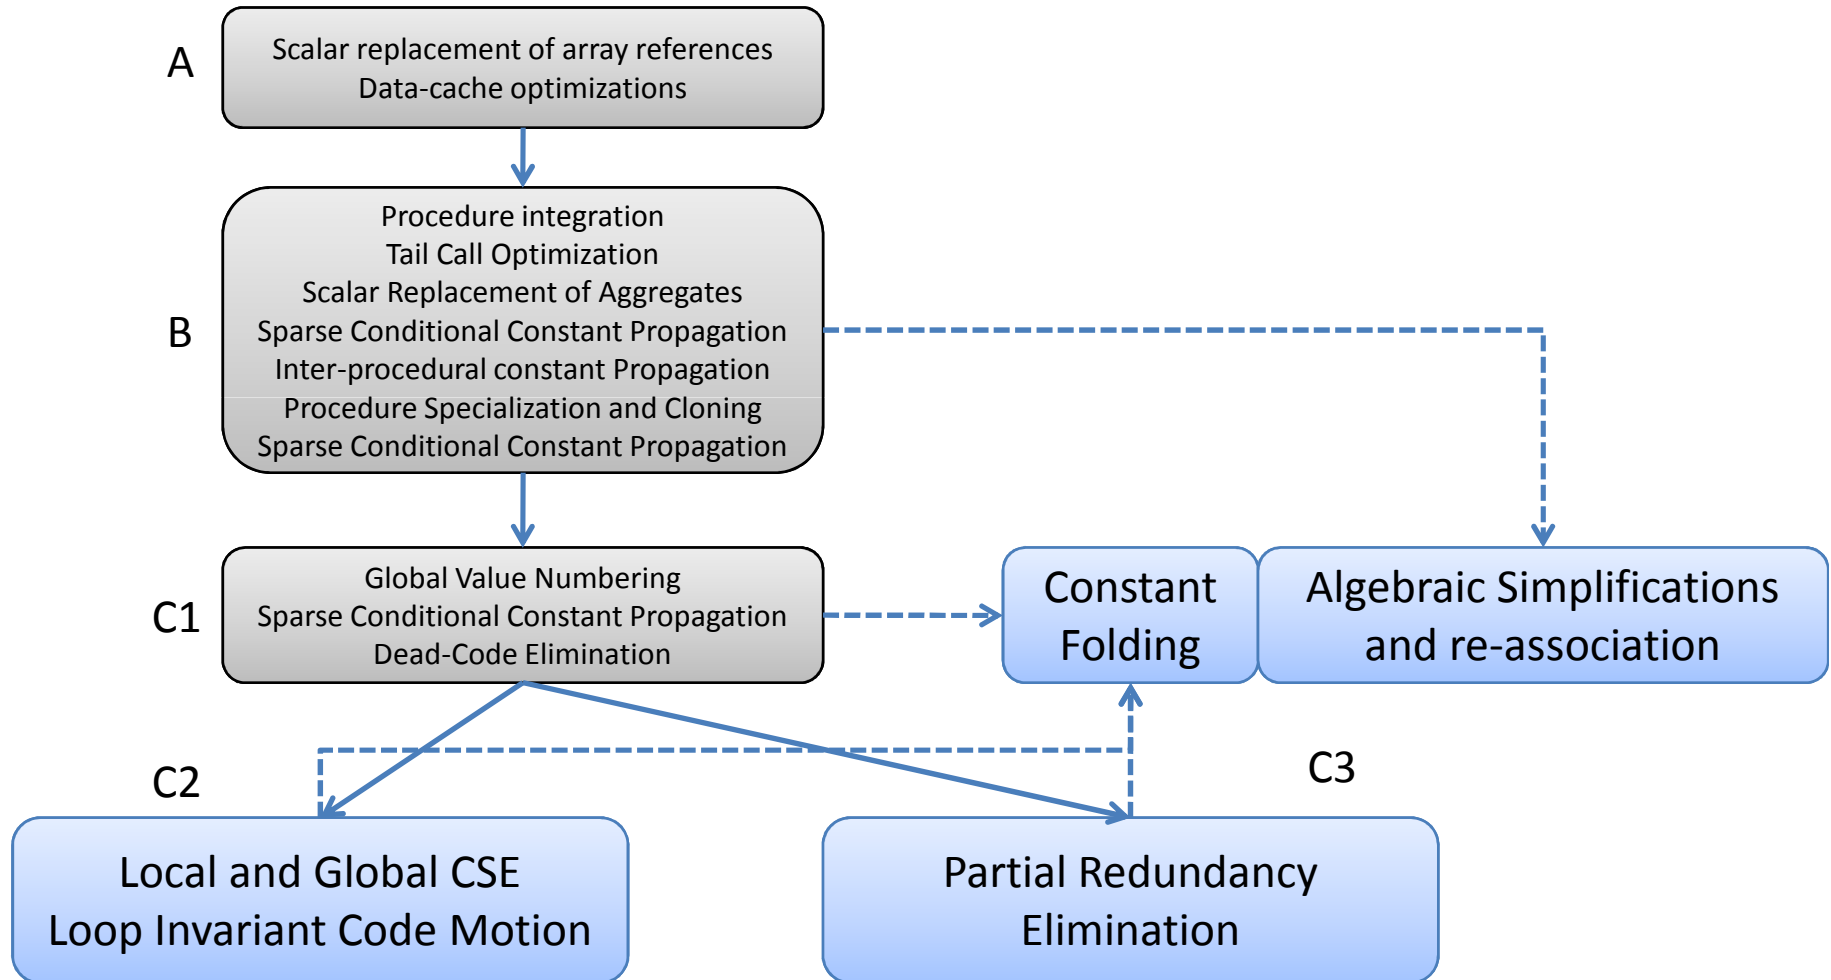 A
Scalar replacement of array references
Data-cache optimizations
B
Procedure integration
Tail Call Optimization
Scalar Replacement of Aggregates
Sparse Conditional Constant Propagation
Inter-procedural constant Propagation
Procedure Specialization and Cloning
Sparse Conditional Constant Propagation
C1
Global Value Numbering
Sparse Conditional Constant Propagation
Dead-Code Elimination
Constant
Folding
Algebraic Simplifications
and re-association
C2
C3
Local and Global CSE
Loop Invariant Code Motion
Partial Redundancy
Elimination